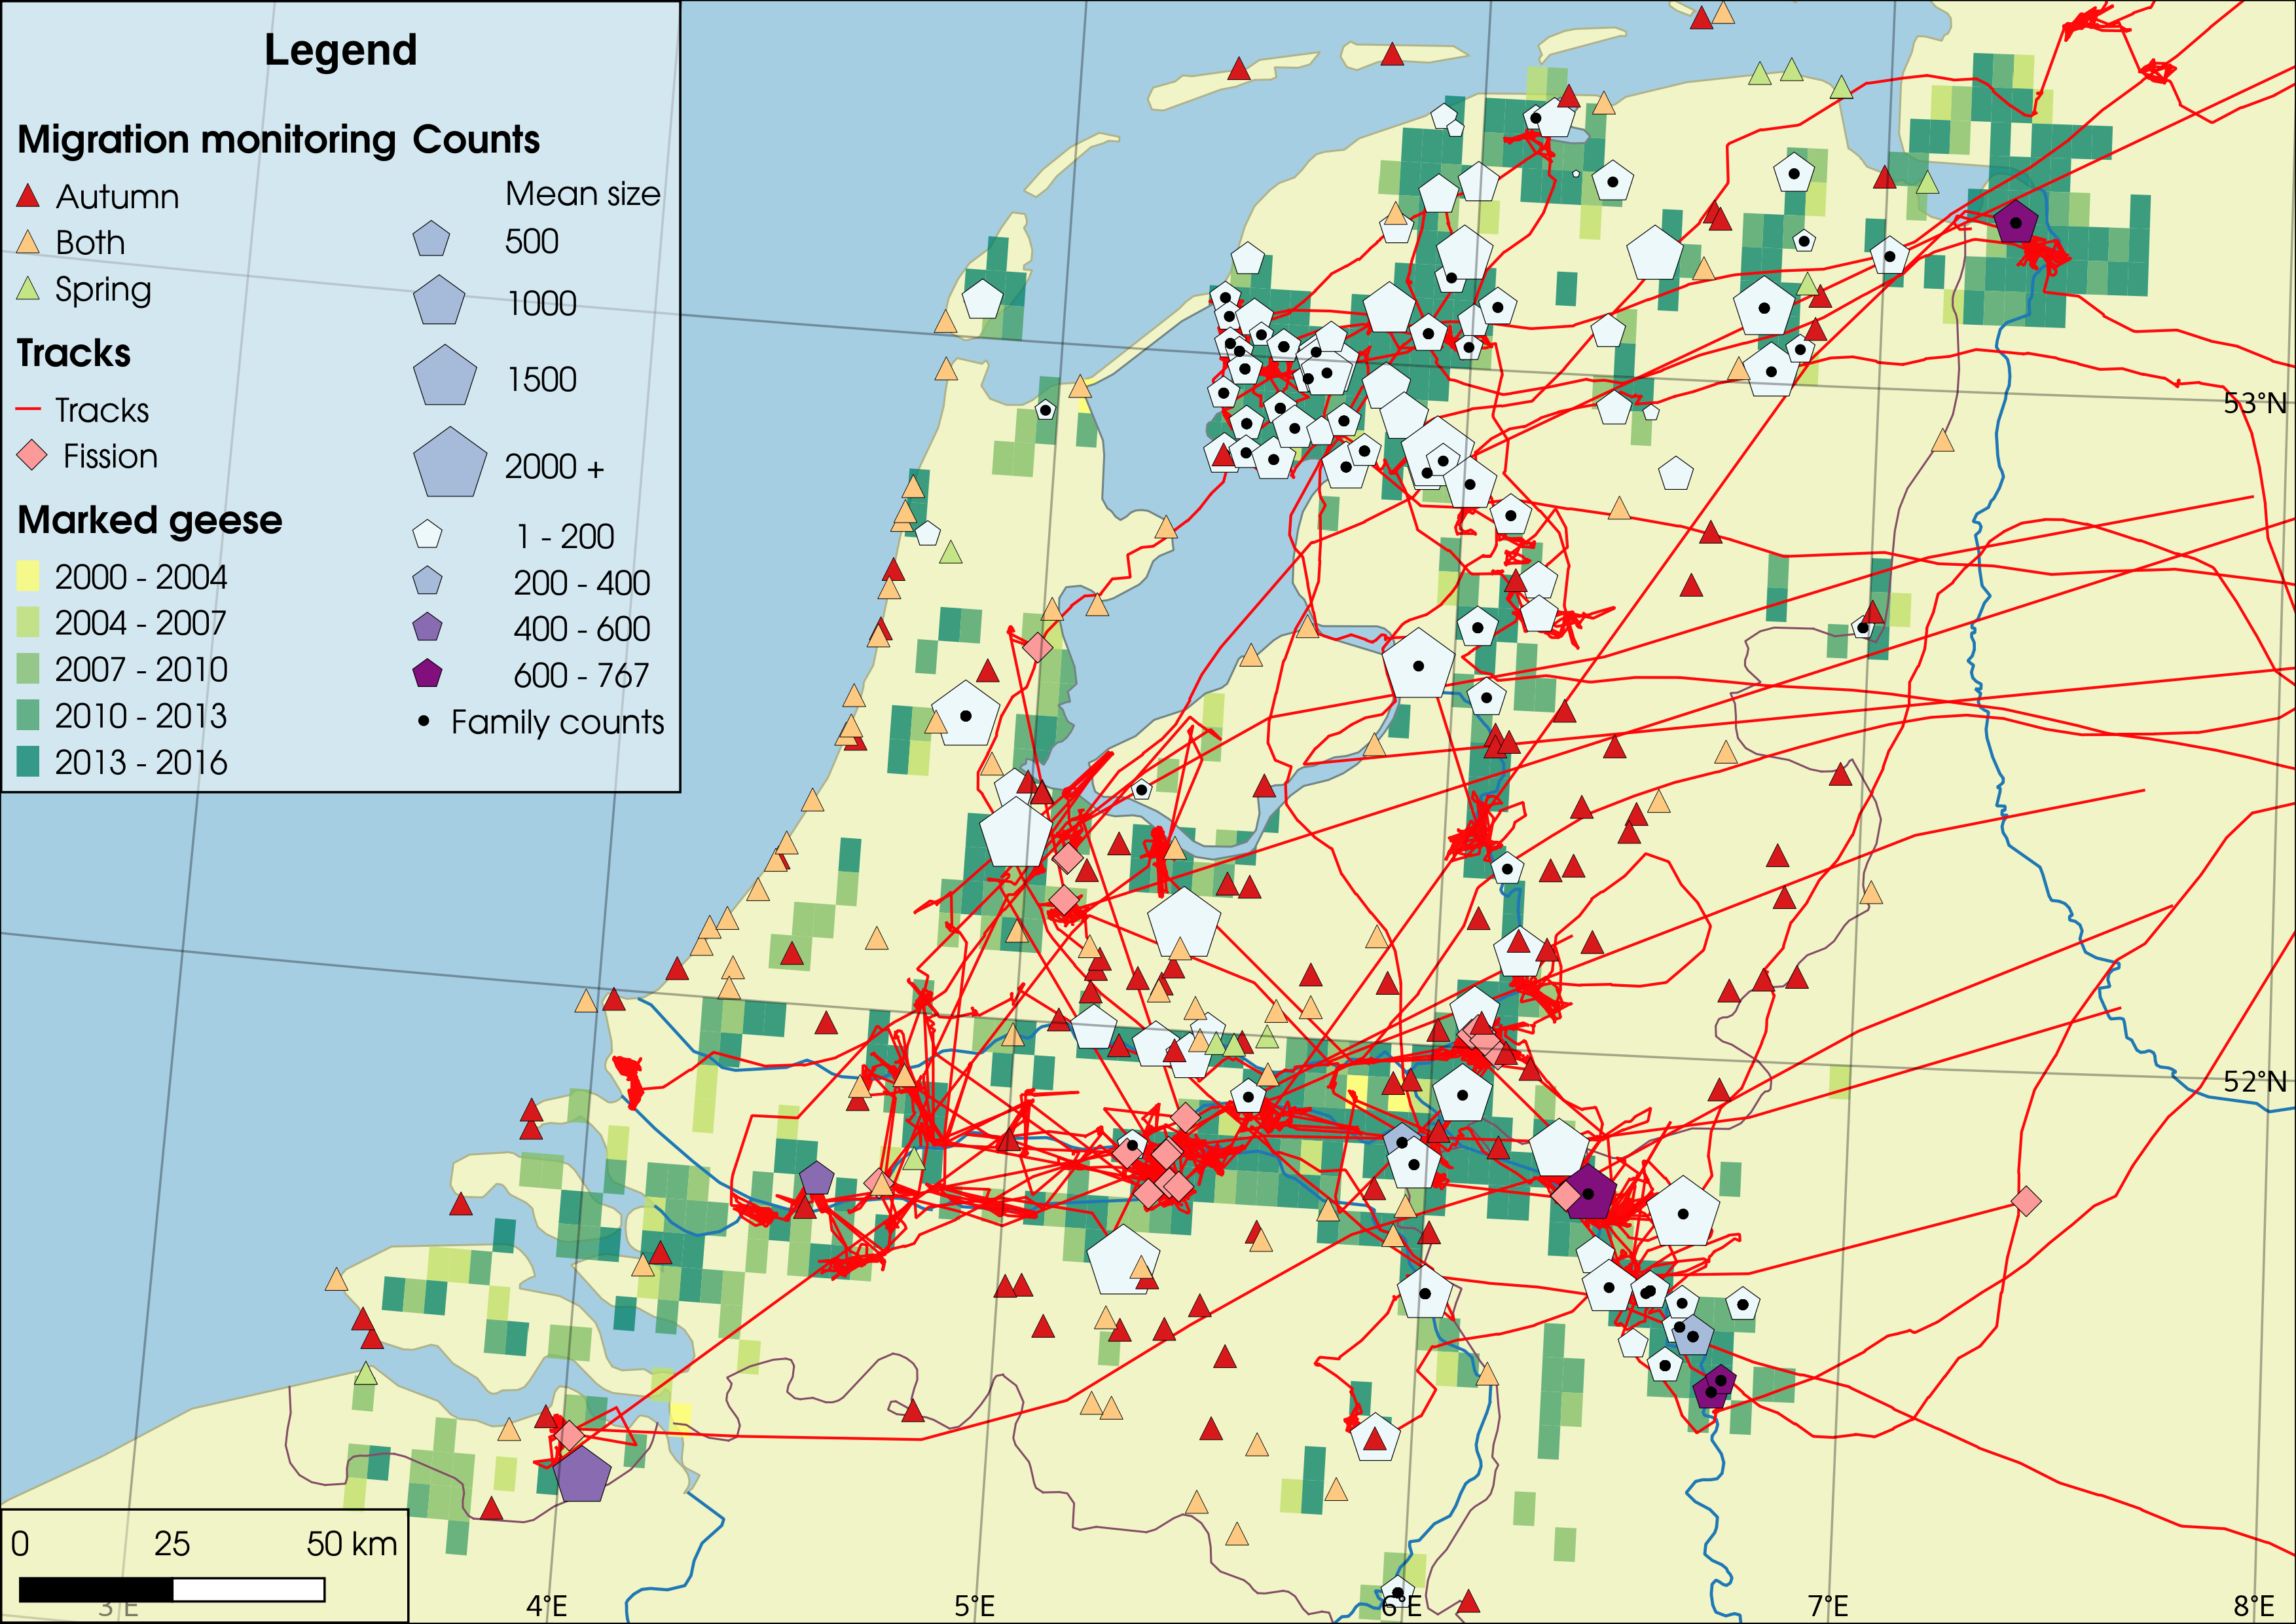 Legend
Migration monitoring
Autumn
Both
Spring
Tracks
Tracks
Fission
Marked geese
2000 - 2004
2004 - 2007
2007 - 2010
2010 - 2013
2013 - 2016
Counts
Mean size
500
1000
1500
2000 +
1 - 200
200 - 400
400 - 600
600 - 767
Family counts
53°N
52°N
0 25 50 km
3°E 4°E 5°E 6°E 7°E 8°E